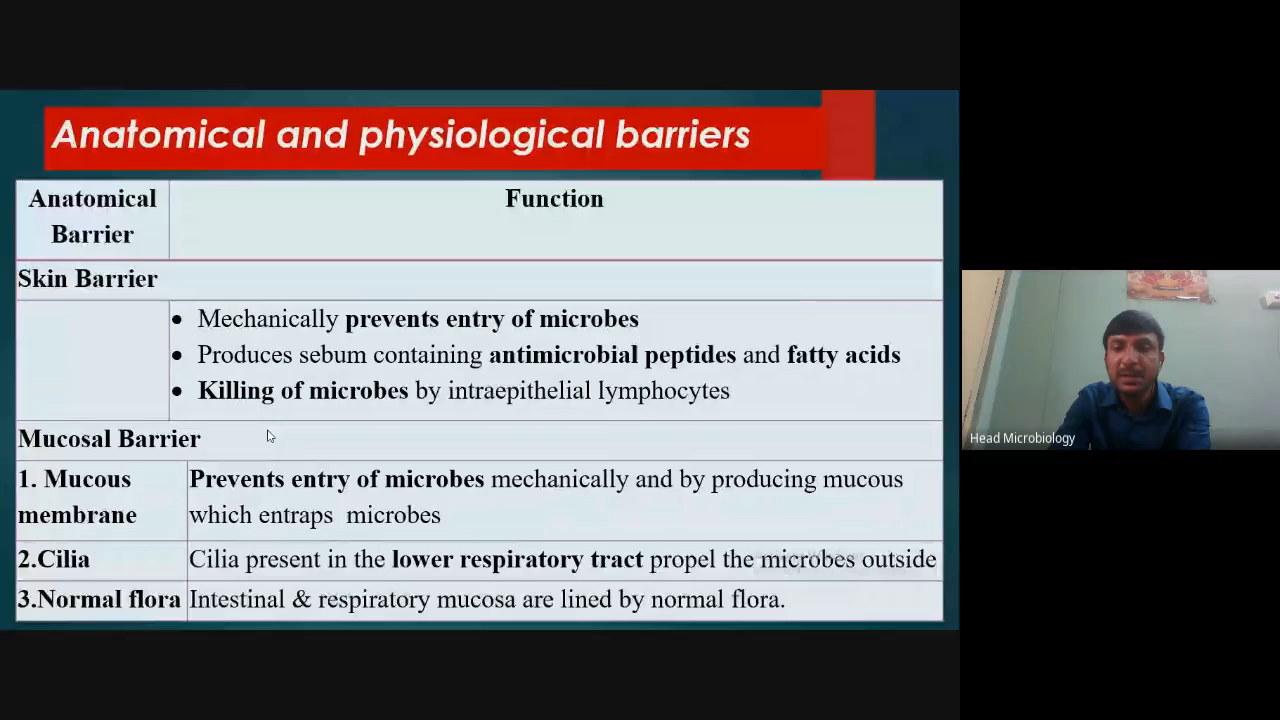 Anatomical and physiological barriers
Anatomical Barrier
Function
Skin Barrier
• Mechanically prevents entry of microbes
• Produces sebum containing antimicrobial peptides and fatty acids
• Killing of microbes by intraepithelial lymphocytes
Mucosal Barrier
1. Mucous membrane
Prevents entry of microbes mechanically and by producing mucous
which entraps microbes
2.Cilia
Cilia present in the lower respiratory tract propel the microbes outside
3.Normal flora
Intestinal & respiratory mucosa are lined by normal flora.
Head Microbiology